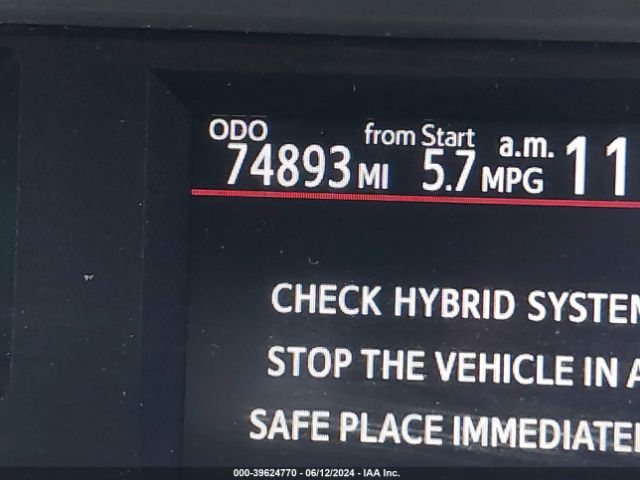 ODO from Start a.m. 11
74893 MI 5.7 MPG
CHECK HYBRID SYSTEM
STOP THE VEHICLE IN A
SAFE PLACE IMMEDIATEL
000-39624770 - 06/12/2024 - IAA Inc.